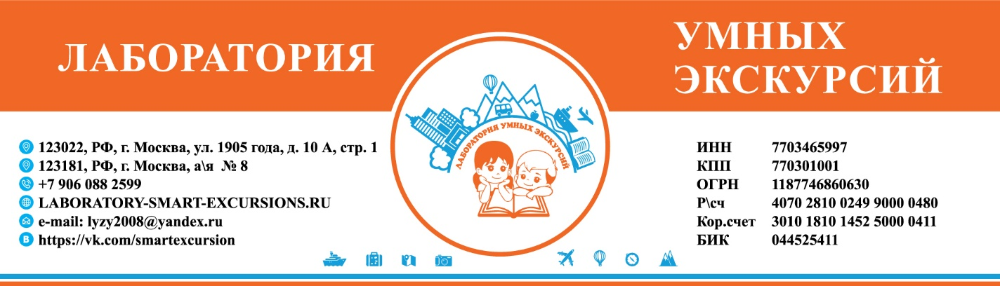 ЛАБОРАТОРИЯ
УМНЫХ
ЭКСКУРСИЙ
123022, РФ, г. Москва, ул. 1905 года, д. 10 А, стр. 1
123181, РФ, г. Москва, а\я № 8
+7 906 088 2599
LABORATORY-SMART-EXCURSIONS.RU
e-mail: lyzy2008@yandex.ru
https://vk.com/smartexcursion
ЛАБОРАТОРИЯ УМНЫХ ЭКСКУРСИЙ
ИНН 7703465997
КПП 770301001
ОГРН 1187746860630
Р\сч 4070 2810 0249 9000 0480
Кор.счет 3010 1810 1452 5000 0411
БИК 044525411